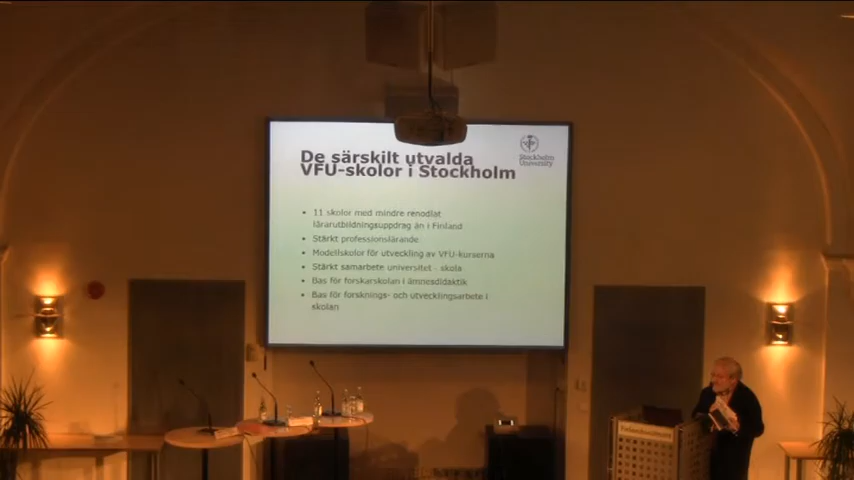 De särskilt utvalda
VFU-skolor i Stockholm
Stockholm
University
• 11 skolor med mindre renodlat
lärarutbildningsuppdrag än i Finland
• Stärkt professionslärande
• Modellskolor för utveckling av VFU-kurserna
• Stärkt samarbete universitet - skola
• Bas för forskarskolan i ämnesdidaktik
• Bas för forsknings- och utvecklingsarbete i
skolan